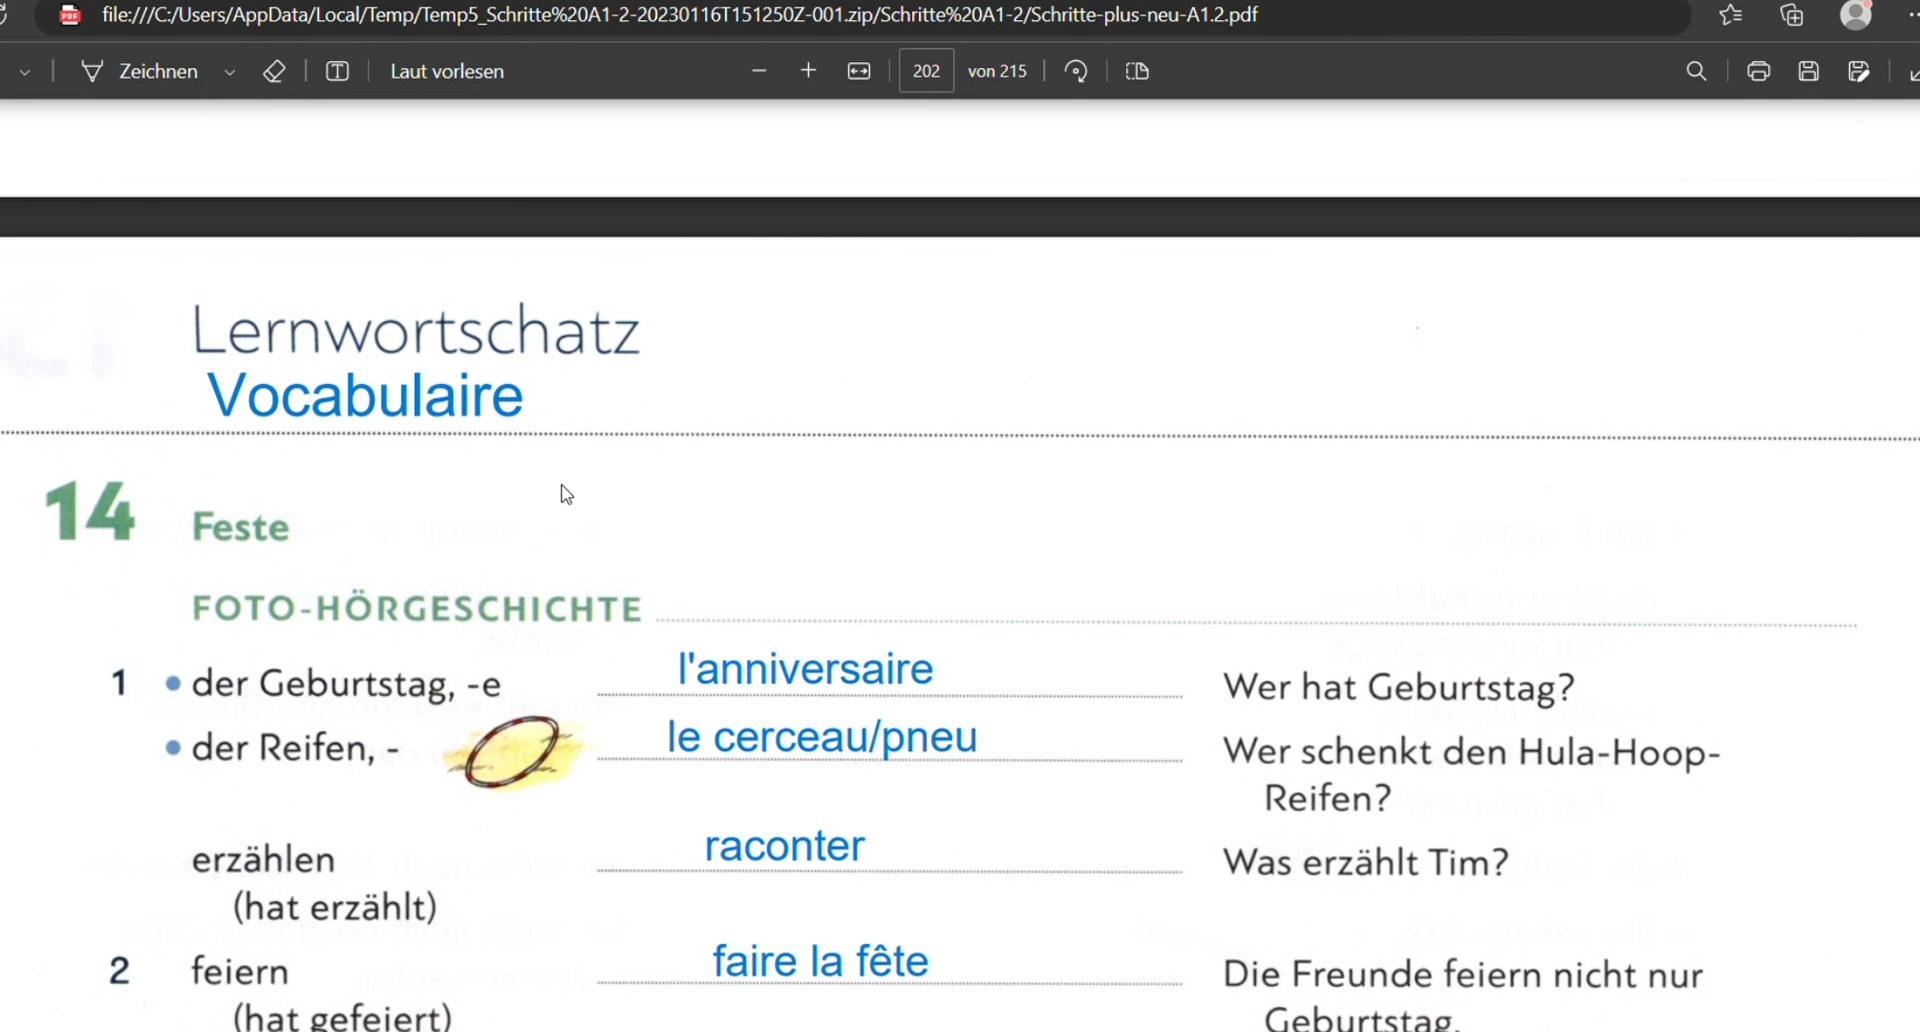 file:///C:/Users/AppData/Local/Temp/Temp5_Schritte%20A1-2-20230116T151250Z-001.zip/Schritte%20A1-2/Schritte-plus-neu-A1.2.pdf
PDF
Zeichnen
Laut vorlesen
202 von 215
Lernwortschatz
Vocabulaire
14 Feste
FOTO-HÖRGESCHICHTE
1 • der Geburtstag, -e l'anniversaire Wer hat Geburtstag?
• der Reifen, - le cerceau/pneu Wer schenkt den Hula-Hoop-
Reifen?
erzählen raconter Was erzählt Tim?
(hat erzählt)
2 feiern faire la fête Die Freunde feiern nicht nur
(hat gefeiert) Geburtstag.